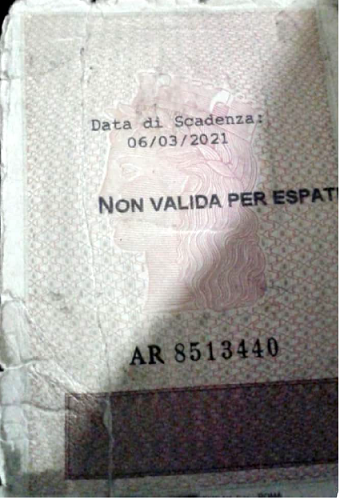 Data di Scadenza:
06/03/2021
NON VALIDA PER ESPAT
AR 8513440